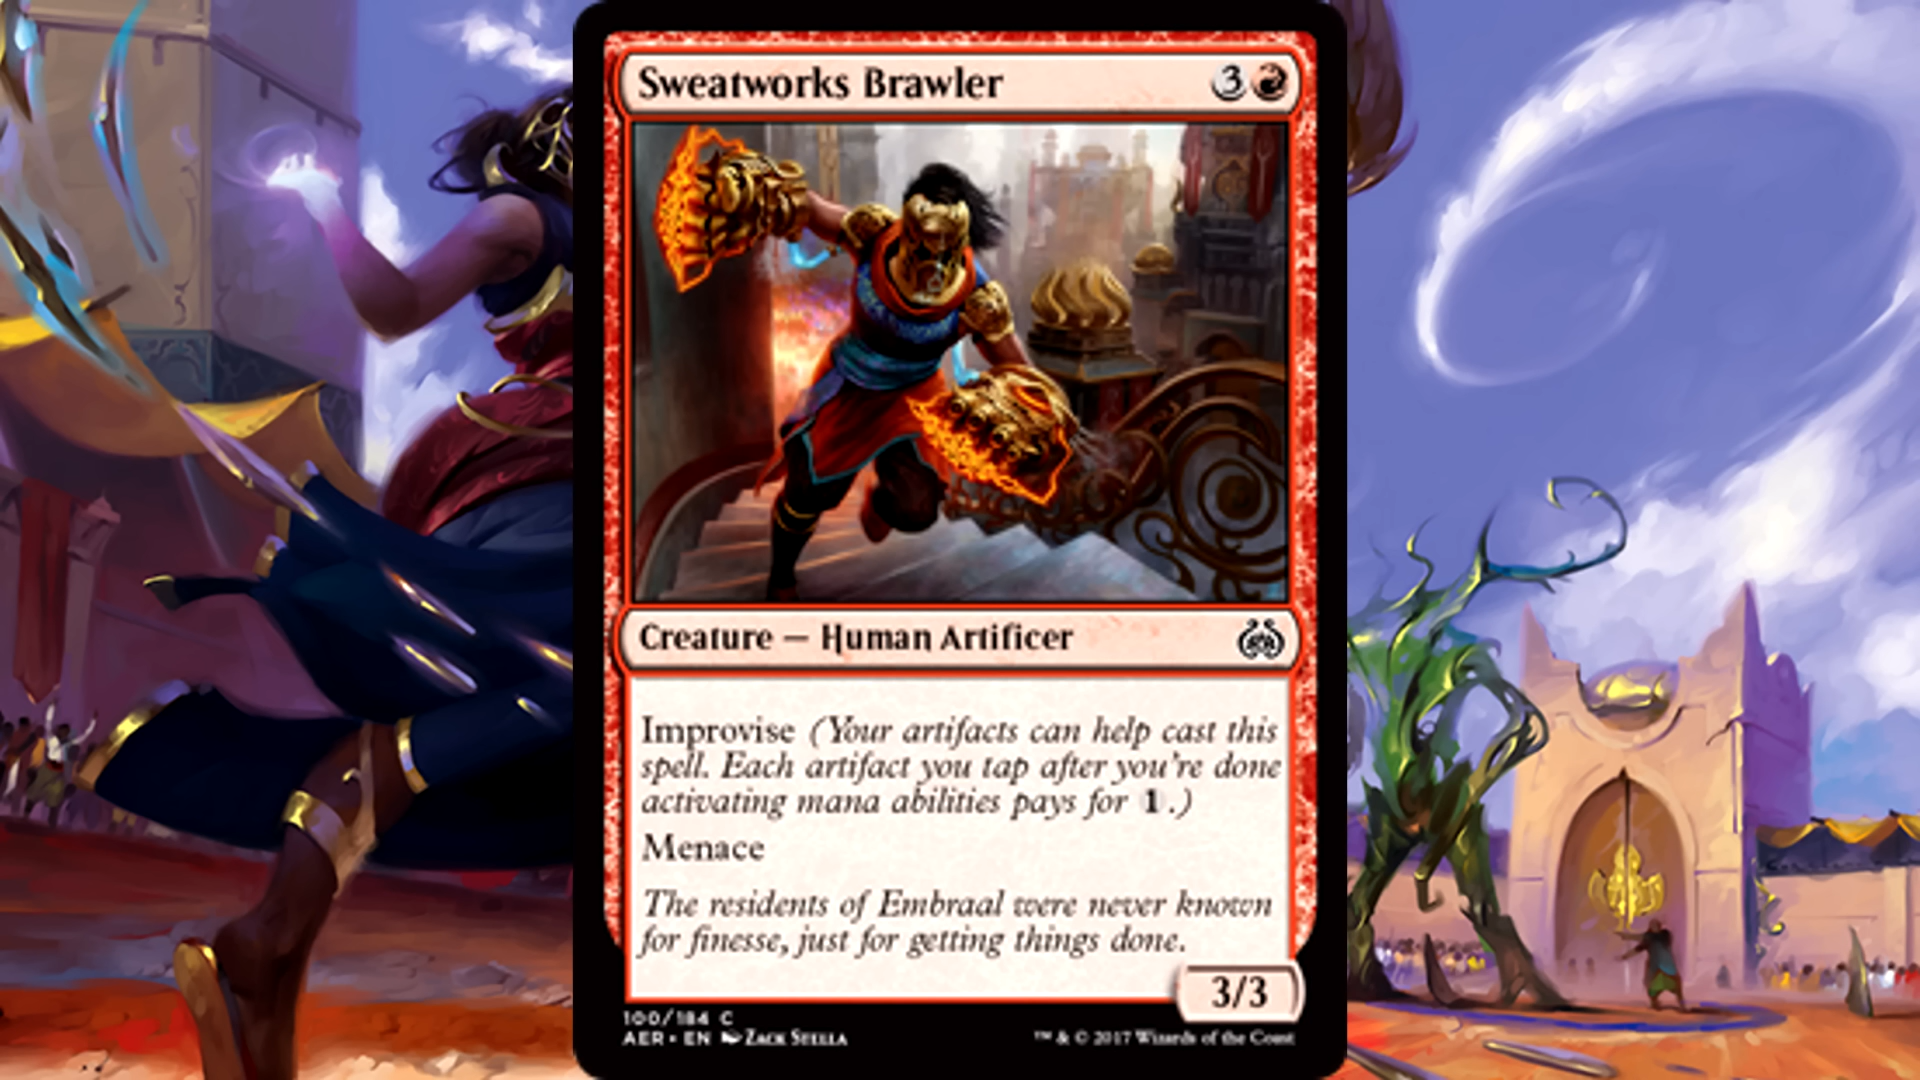 Sweatworks Brawler 3
Creature — Human Artificer
Improvise (Your artifacts can help cast this
spell. Each artifact you tap after you're done
activating mana abilities pays for 1.)
Menace
The residents of Embraal were never known
for finesse, just for getting things done.
3/3
100/184 C
AER • EN Zack Stella
™ & © 2017 Wizards of the Coast